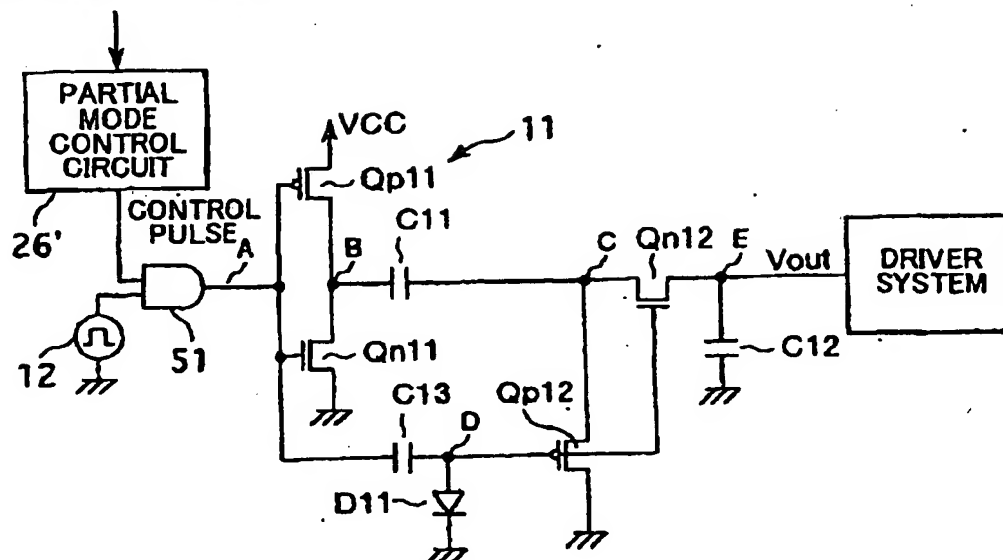 PARTIAL
MODE
CONTROL
CIRCUIT
26'
CONTROL
PULSE
A
12
51
VCC
11
Qp11
B
C11
C
Qn12
E
Vout
DRIVER
SYSTEM
Qn11
C12
C13
D
Qp12
D11